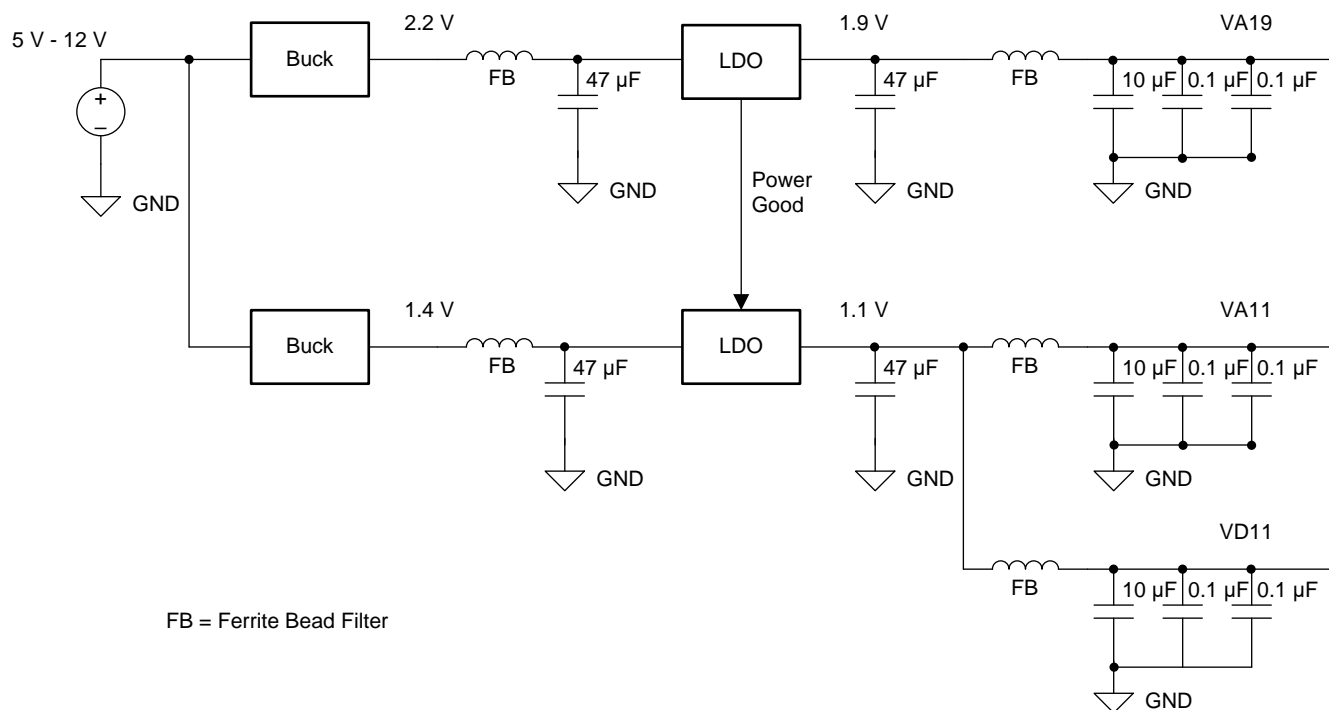 5 V - 12 V
Buck
2.2 V
FB
47 µF
LDO
1.9 V
47 µF
FB
VA19
10 µF
0.1 µF
0.1 µF
+
−
GND
GND
GND
GND
Power
Good
Buck
1.4 V
FB
47 µF
LDO
1.1 V
47 µF
FB
VA11
10 µF
0.1 µF
0.1 µF
GND
GND
GND
VD11
FB
10 µF
0.1 µF
0.1 µF
GND
FB = Ferrite Bead Filter